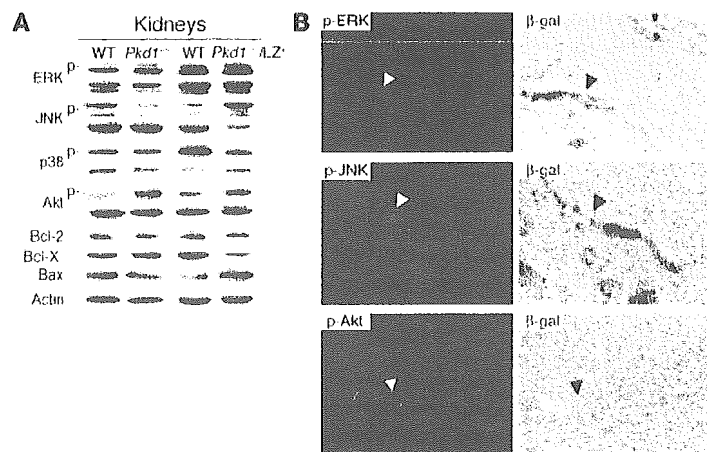 A
Kidneys
WT Pkd1⁻ᐟ⁻ WT Pkd1⁻ᐟ⁻/LZ⁺
ERK p-
JNK p-
p38 p-
Akt p-
Bcl-2
Bcl-X
Bax
Actin
B
p-ERK
β-gal
p-JNK
β-gal
p-Akt
β-gal